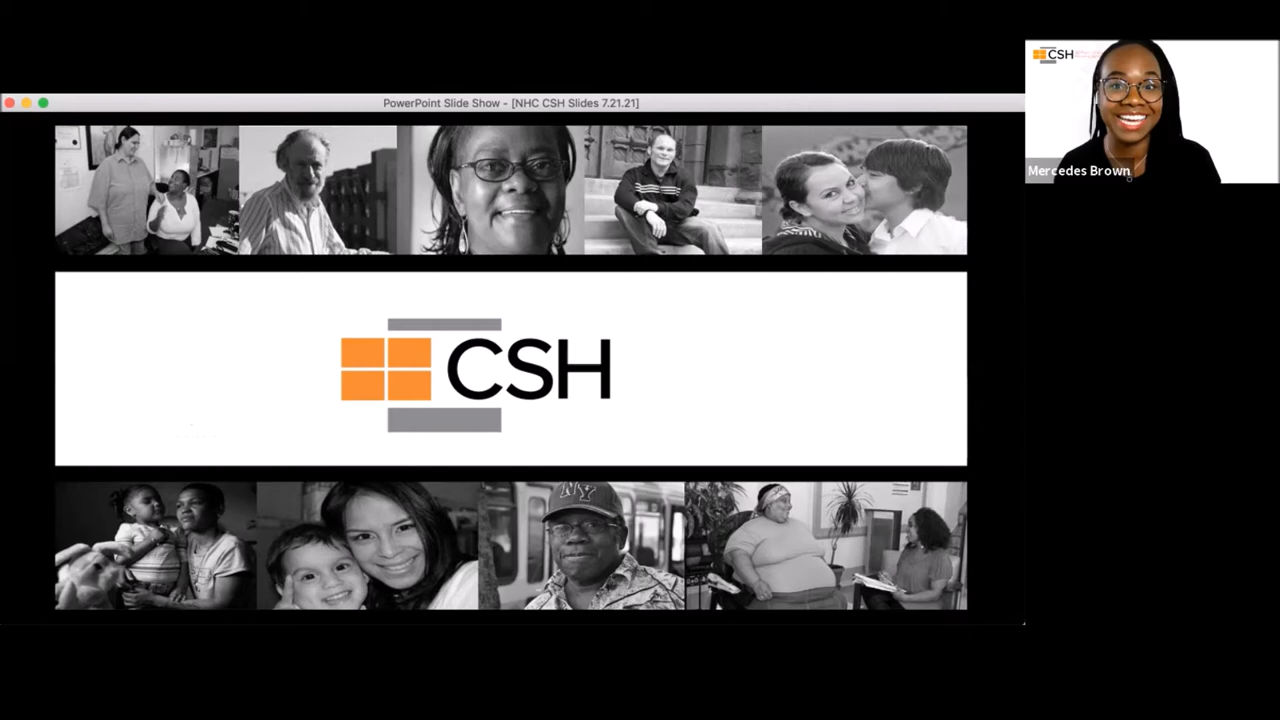 PowerPoint Slide Show - [NHC CSH Slides 7.21.21]
CSH
Mercedes Brown
CSH
NY